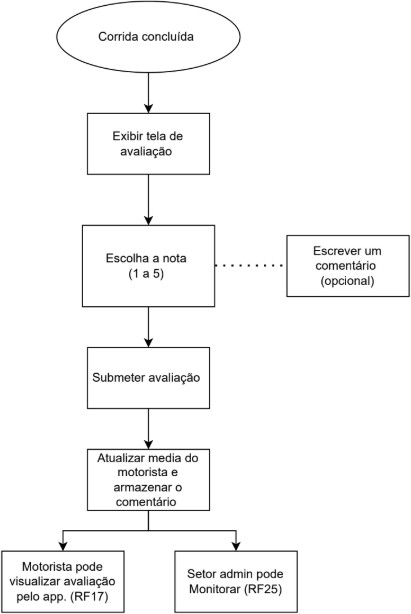 Corrida concluída
Exibir tela de
avaliação
Escolha a nota
(1 a 5)
Escrever um
comentário
(opcional)
Submeter avaliação
Atualizar media do
motorista e
armazenar o
comentário
Motorista pode
visualizar avaliação
pelo app. (RF17)
Setor admin pode
Monitorar (RF25)